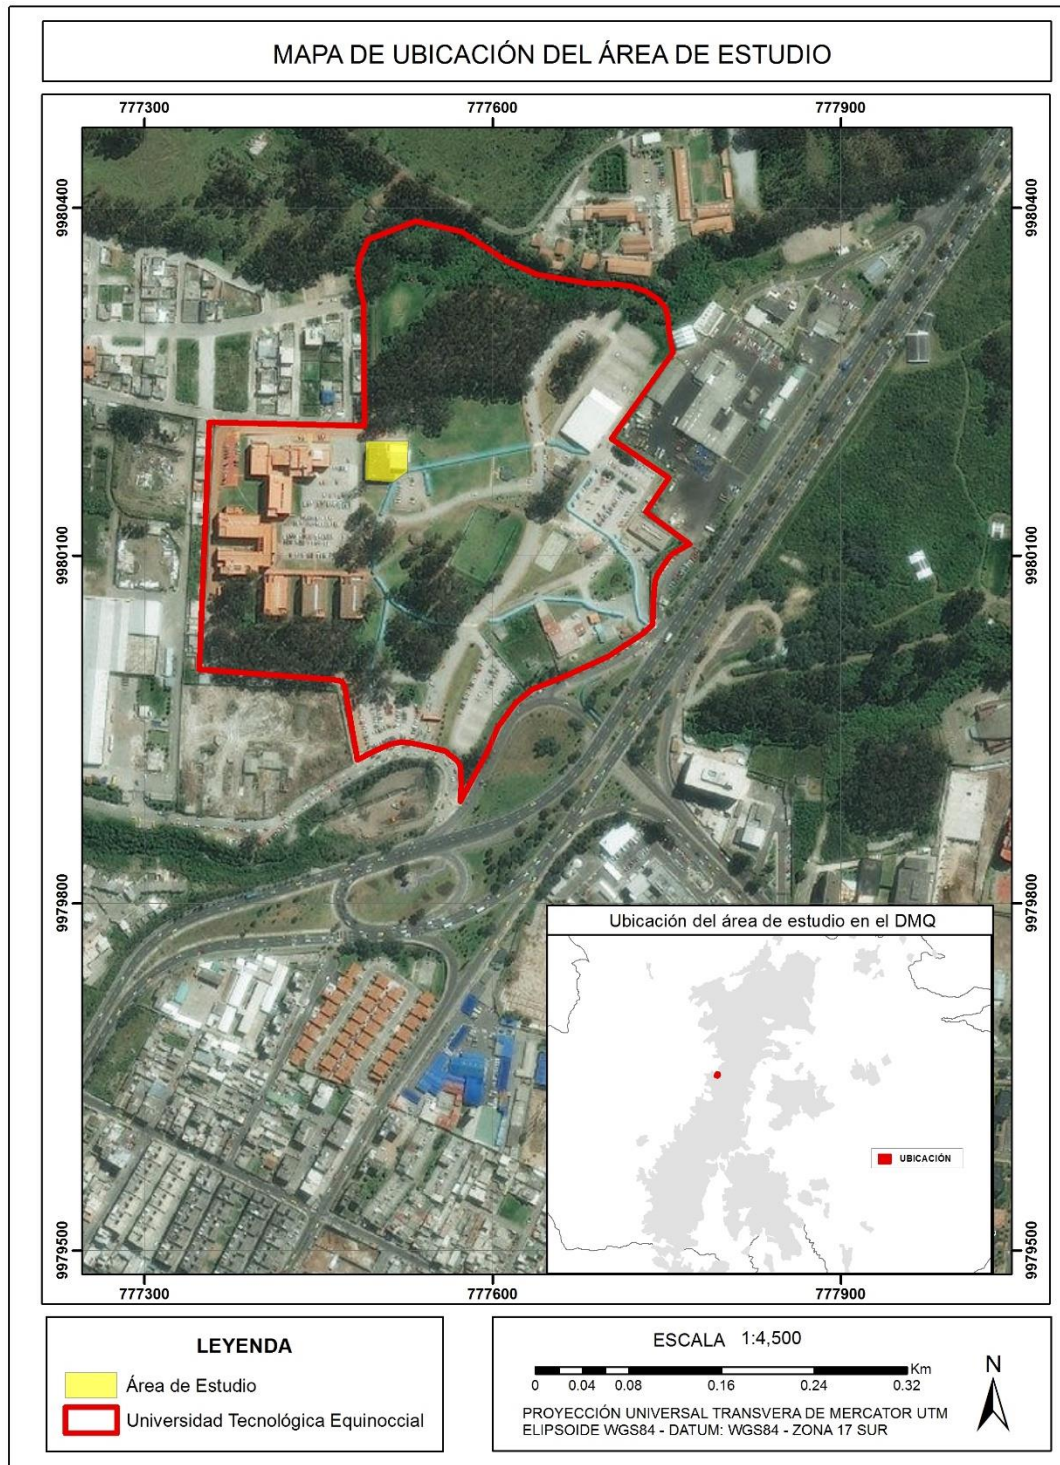 MAPA DE UBICACIÓN DEL ÁREA DE ESTUDIO
777300 777600 777900
9980400 9980400
9980100 9980100
9979800 9979800
Ubicación del área de estudio en el DMQ
UBICACIÓN
9979500 9979500
777300 777600 777900
LEYENDA
Área de Estudio
Universidad Tecnológica Equinoccial
ESCALA 1:4,500
Km
0 0.04 0.08 0.16 0.24 0.32
N
PROYECCIÓN UNIVERSAL TRANSVERA DE MERCATOR UTM
ELIPSOIDE WGS84 - DATUM: WGS84 - ZONA 17 SUR